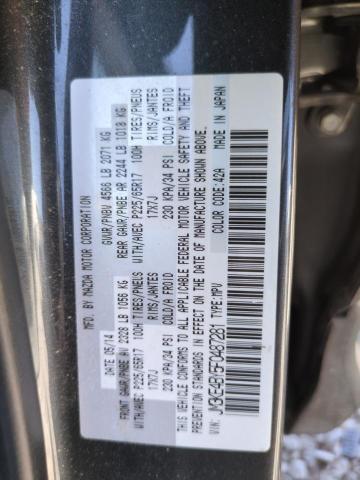 MFD. BY MAZDA MOTOR CORPORATION
DATE: 05/14 GVWR/PNBV 4566 LB 2071 KG
FRONT GAWR/PNBE AV 2328 LB 1056 KG REAR GAWR/PNBE AR 2244 LB 1018 KG
WITH/AVEC P225/65R17 100H TIRES/PNEUS WITH/AVEC P225/65R17 100H TIRES/PNEUS
17X7J RIMS/JANTES 17X7J RIMS/JANTES
230 KPA/34 PSI COLD/A FROID 230 KPA/34 PSI COLD/A FROID
THIS VEHICLE CONFORMS TO ALL APPLICABLE FEDERAL MOTOR VEHICLE SAFETY AND THEFT
PREVENTION STANDARDS IN EFFECT ON THE DATE OF MANUFACTURE SHOWN ABOVE.
COLOR CODE: 42A MADE IN JAPAN
VIN: TYPE: MPV